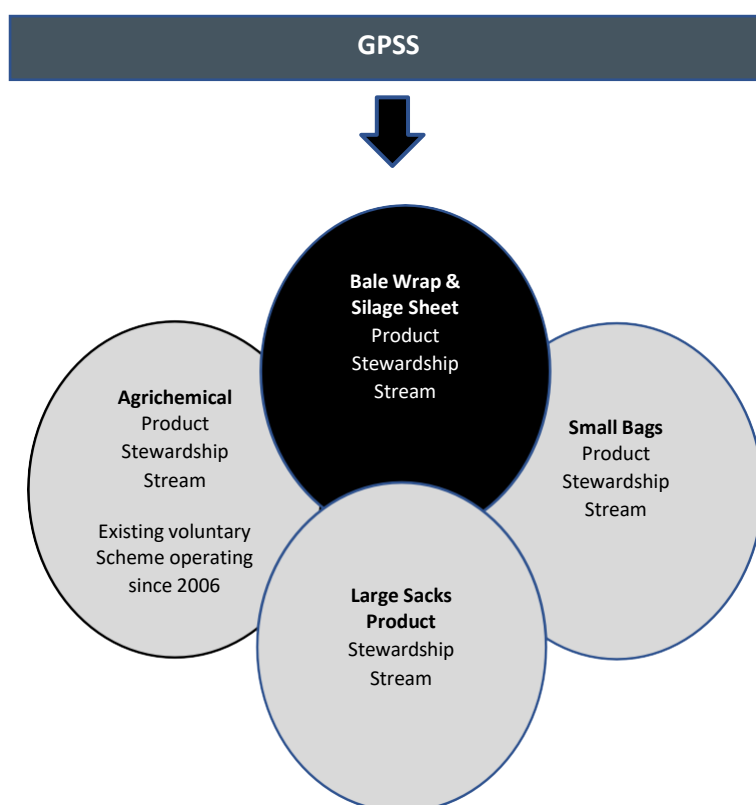 GPSS
Bale Wrap &
Silage Sheet
Product
Stewardship
Stream
Agrichemical
Product
Stewardship
Stream
Existing voluntary
Scheme operating
since 2006
Small Bags
Product
Stewardship
Stream
Large Sacks
Product
Stewardship
Stream